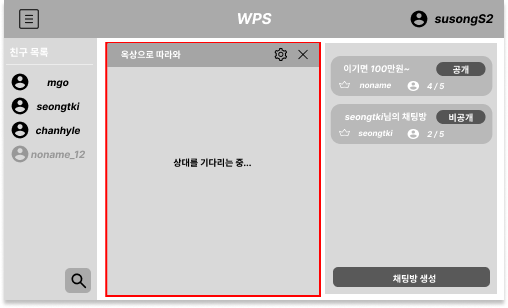 WPS
susongS2
친구 목록
mgo
seongtki
chanhyle
noname_12
옥상으로 따라와
상대를 기다리는 중...
이기면 100만원~
공개
noname
4 / 5
seongtki님의 채팅방
비공개
seongtki
2 / 5
채팅방 생성